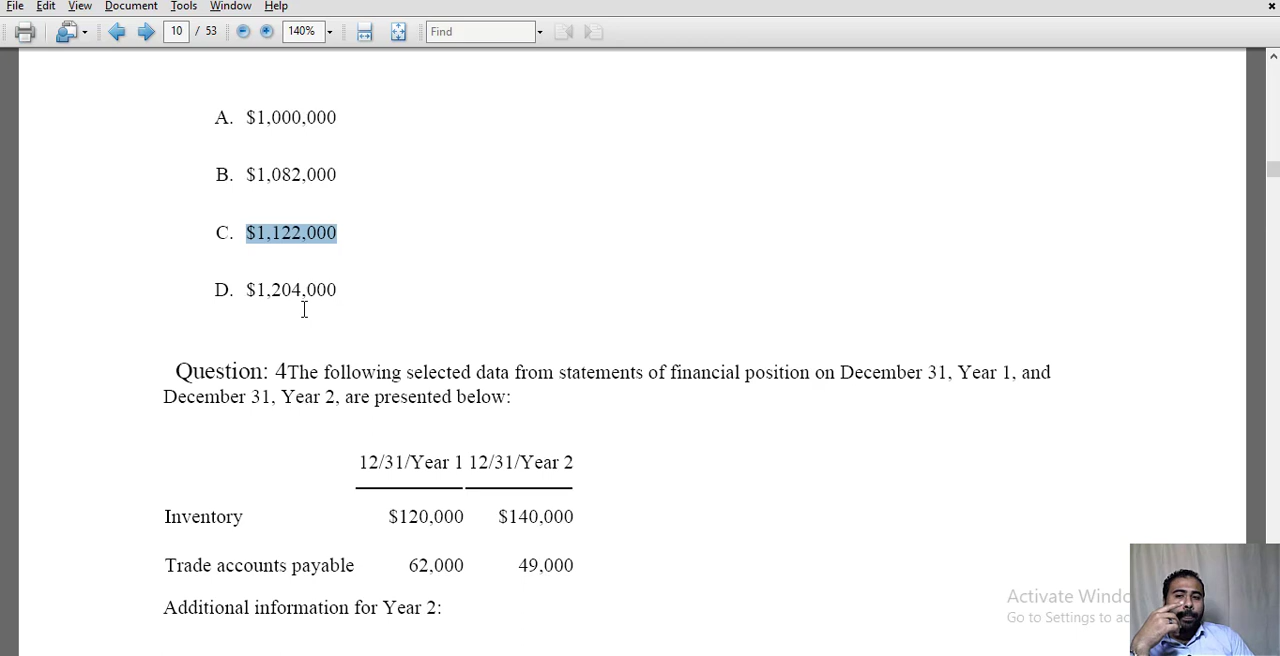 File Edit View Document Tools Window Help
10 / 53 140% Find
A. $1,000,000
B. $1,082,000
C. $1,122,000
D. $1,204,000
Question: 4The following selected data from statements of financial position on December 31, Year 1, and
December 31, Year 2, are presented below:
12/31/Year 1 12/31/Year 2
Inventory $120,000 $140,000
Trade accounts payable 62,000 49,000
Additional information for Year 2:
Activate Windo
Go to Settings to ac